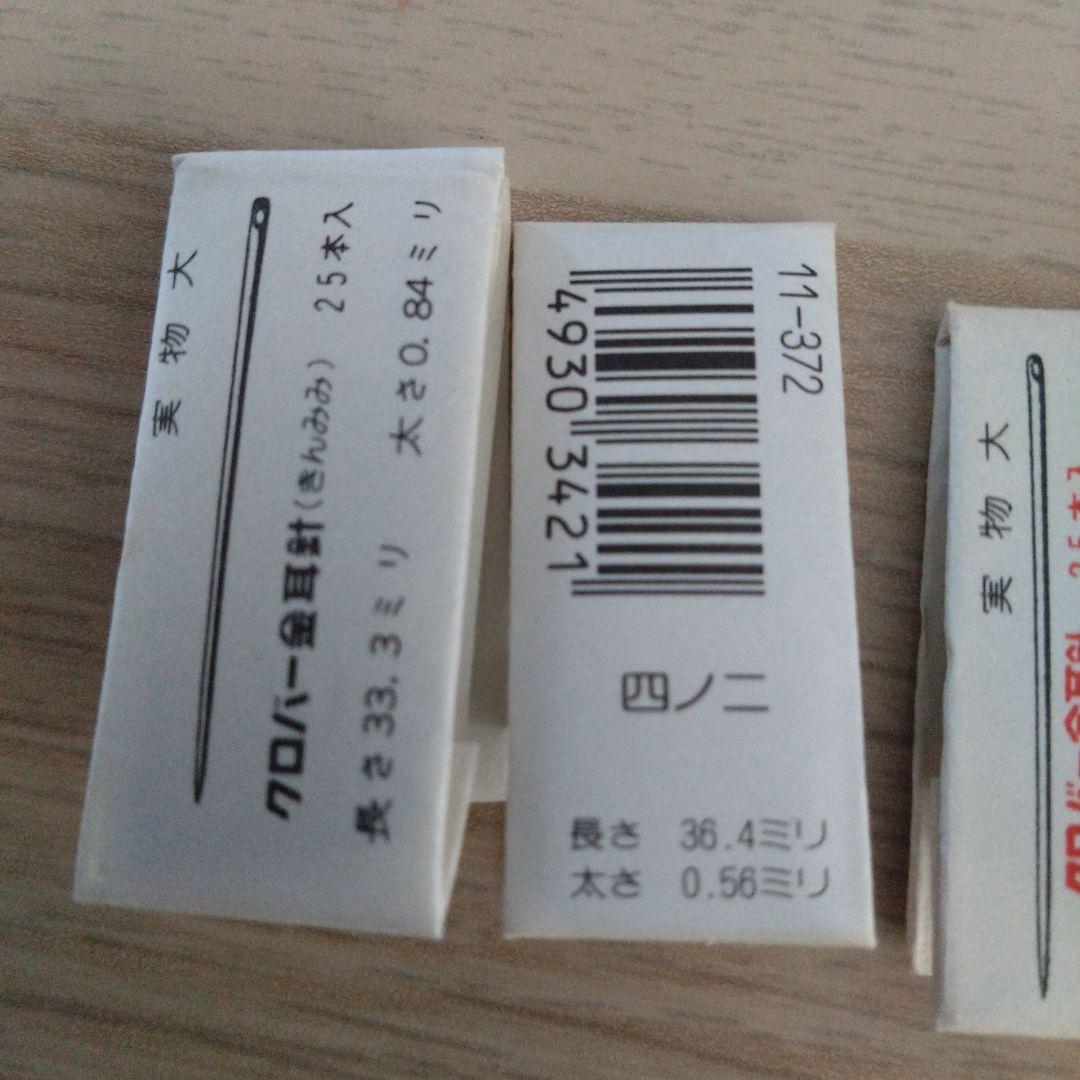 実物大
クロバー金耳針(きんみみ) 25本入
長さ33.3ミリ 太さ0.84ミリ
11-372
4930 3421
四ノ二
長さ 36.4ミリ
太さ 0.56ミリ
実物大